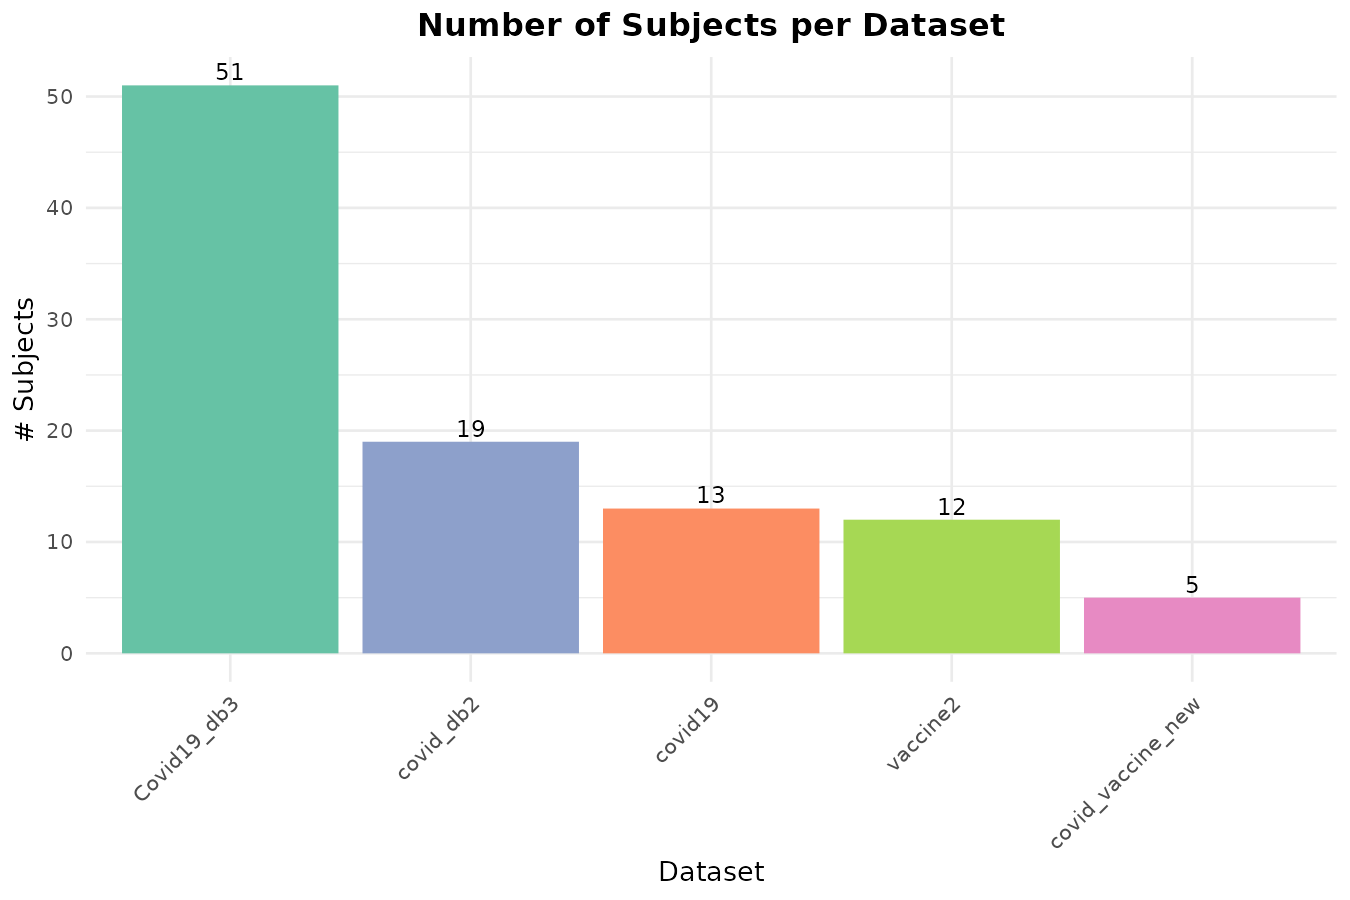 Number of Subjects per Dataset
51
50
40
30
20
10
0
# Subjects
19
13
12
5
Covid19_db3
covid_db2
covid19
vaccine2
covid_vaccine_new
Dataset